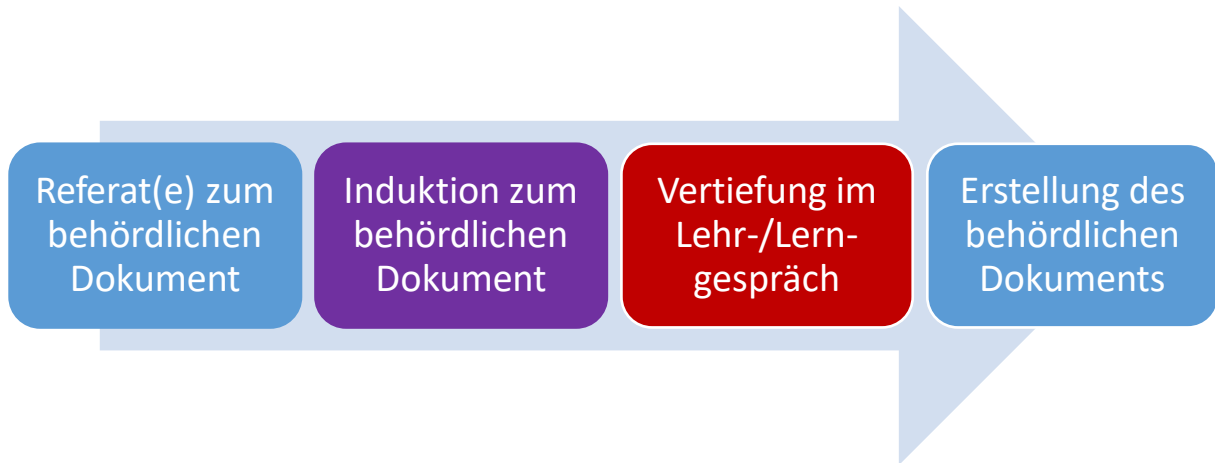 Referat(e) zum
behördlichen
Dokument
Induktion zum
behördlichen
Dokument
Vertiefung im
Lehr-/Lern-
gespräch
Erstellung des
behördlichen
Dokuments